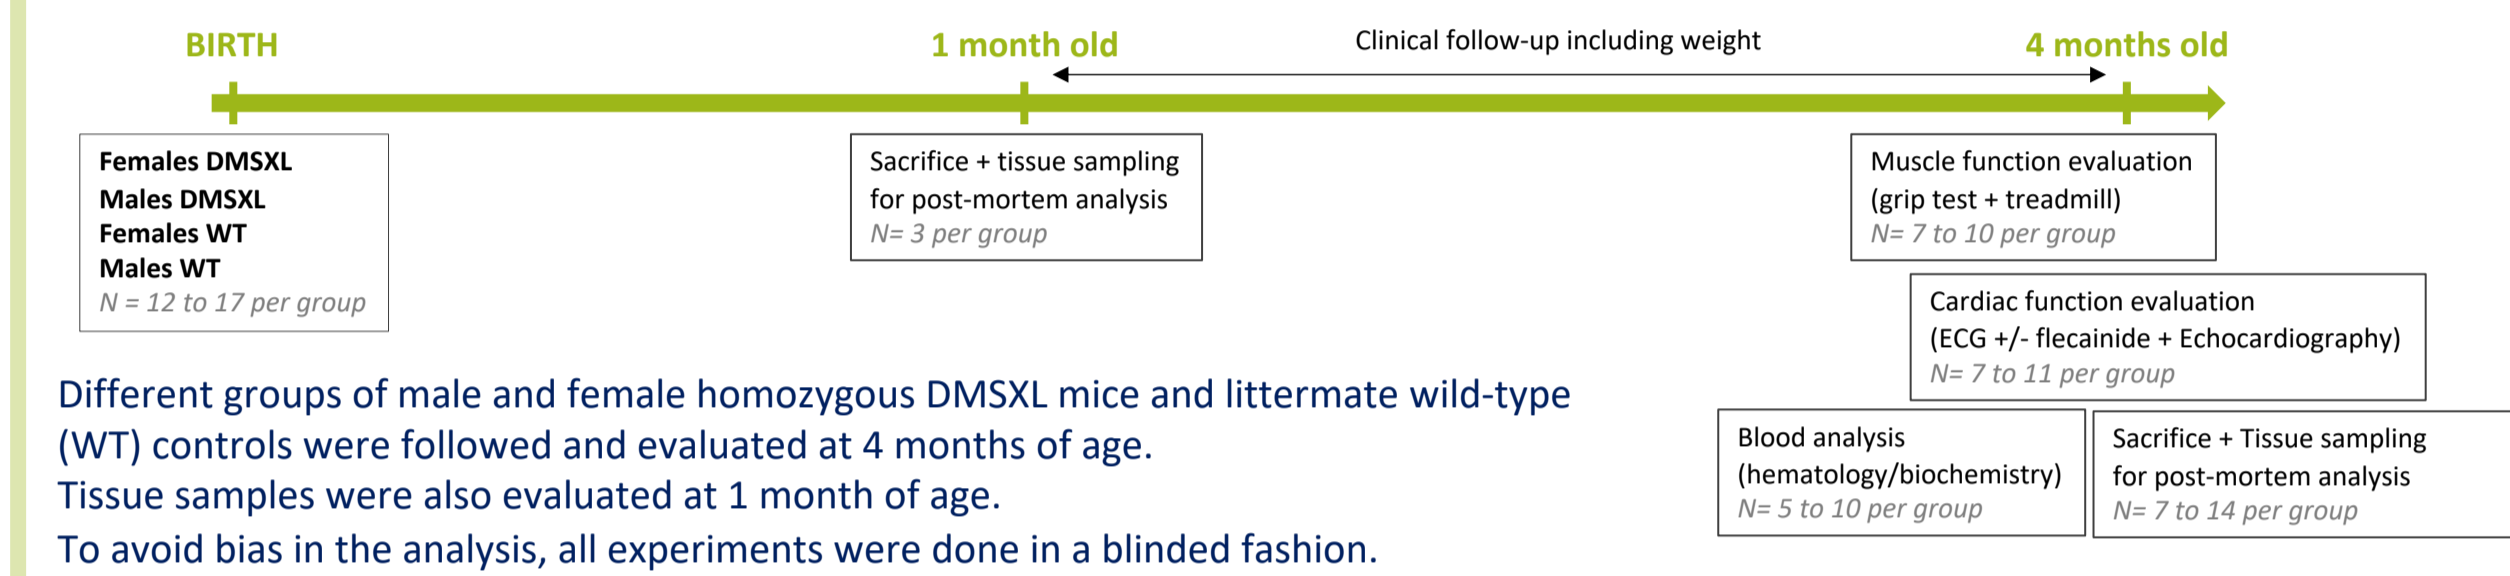 BIRTH
1 month old
Clinical follow-up including weight
4 months old
Females DMSXL
Males DMSXL
Females WT
Males WT
N = 12 to 17 per group
Sacrifice + tissue sampling
for post-mortem analysis
N= 3 per group
Muscle function evaluation
(grip test + treadmill)
N= 7 to 10 per group
Cardiac function evaluation
(ECG +/- flecainide + Echocardiography)
N= 7 to 11 per group
Blood analysis
(hematology/biochemistry)
N= 5 to 10 per group
Sacrifice + Tissue sampling
for post-mortem analysis
N= 7 to 14 per group
Different groups of male and female homozygous DMSXL mice and littermate wild-type
(WT) controls were followed and evaluated at 4 months of age.
Tissue samples were also evaluated at 1 month of age.
To avoid bias in the analysis, all experiments were done in a blinded fashion.